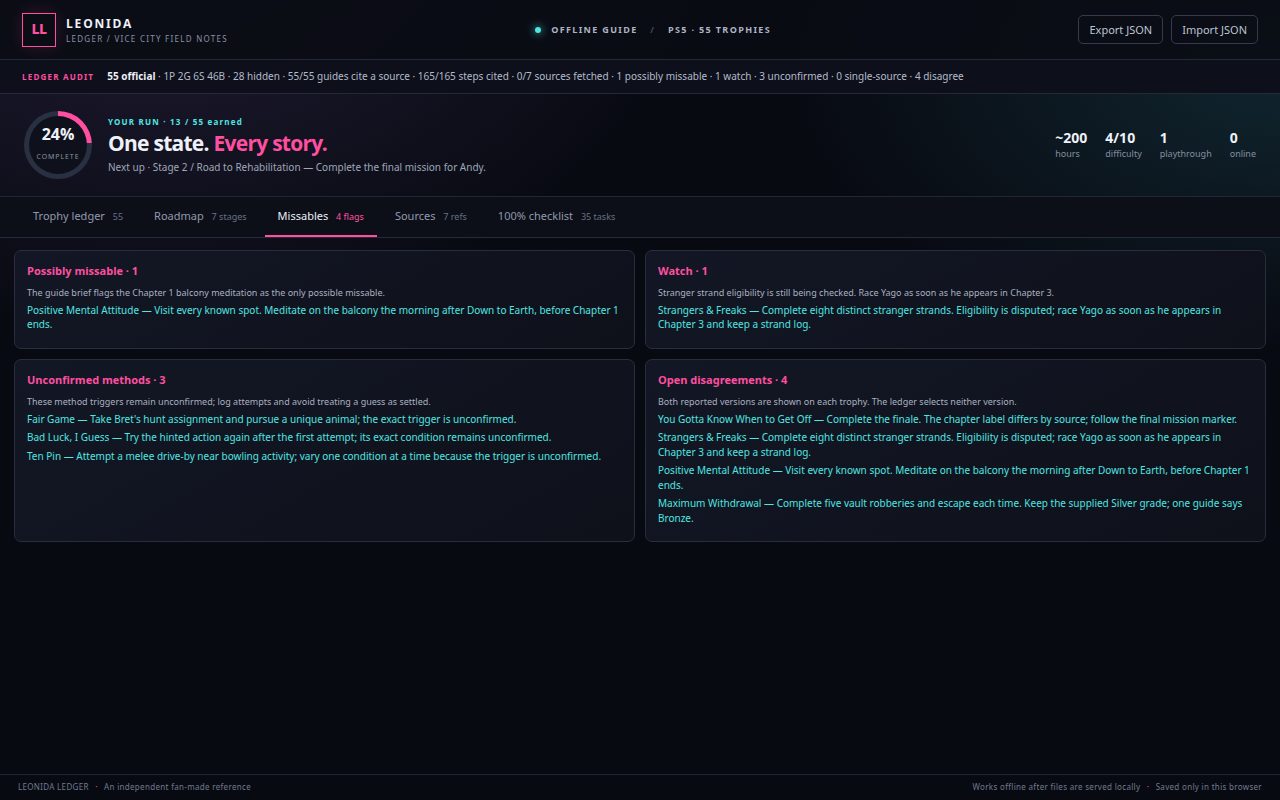 LL
LEONIDA
LEDGER / VICE CITY FIELD NOTES
OFFLINE GUIDE / PS5 · 55 TROPHIES
Export JSON
Import JSON
LEDGER AUDIT 55 official · 1P 2G 6S 46B · 28 hidden · 55/55 guides cite a source · 165/165 steps cited · 0/7 sources fetched · 1 possibly missable · 1 watch · 3 unconfirmed · 0 single-source · 4 disagree
24%
COMPLETE
YOUR RUN · 13 / 55 earned
One state. Every story.
Next up · Stage 2 / Road to Rehabilitation — Complete the final mission for Andy.
~200 4/10 1 0
hours difficulty playthrough online
Trophy ledger 55 Roadmap 7 stages Missables 4 flags Sources 7 refs 100% checklist 35 tasks
Possibly missable · 1
The guide brief flags the Chapter 1 balcony meditation as the only possible missable.
Positive Mental Attitude — Visit every known spot. Meditate on the balcony the morning after Down to Earth, before Chapter 1
ends.
Watch · 1
Stranger strand eligibility is still being checked. Race Yago as soon as he appears in Chapter 3.
Strangers & Freaks — Complete eight distinct stranger strands. Eligibility is disputed; race Yago as soon as he appears in
Chapter 3 and keep a strand log.
Unconfirmed methods · 3
These method triggers remain unconfirmed; log attempts and avoid treating a guess as settled.
Fair Game — Take Bret's hunt assignment and pursue a unique animal; the exact trigger is unconfirmed.
Bad Luck, I Guess — Try the hinted action again after the first attempt; its exact condition remains unconfirmed.
Ten Pin — Attempt a melee drive-by near bowling activity; vary one condition at a time because the trigger is unconfirmed.
Open disagreements · 4
Both reported versions are shown on each trophy. The ledger selects neither version.
You Gotta Know When to Get Off — Complete the finale. The chapter label differs by source; follow the final mission marker.
Strangers & Freaks — Complete eight distinct stranger strands. Eligibility is disputed; race Yago as soon as he appears in
Chapter 3 and keep a strand log.
Positive Mental Attitude — Visit every known spot. Meditate on the balcony the morning after Down to Earth, before Chapter 1
ends.
Maximum Withdrawal — Complete five vault robberies and escape each time. Keep the supplied Silver grade; one guide says
Bronze.
LEONIDA LEDGER · An independent fan-made reference
Works offline after files are served locally · Saved only in this browser